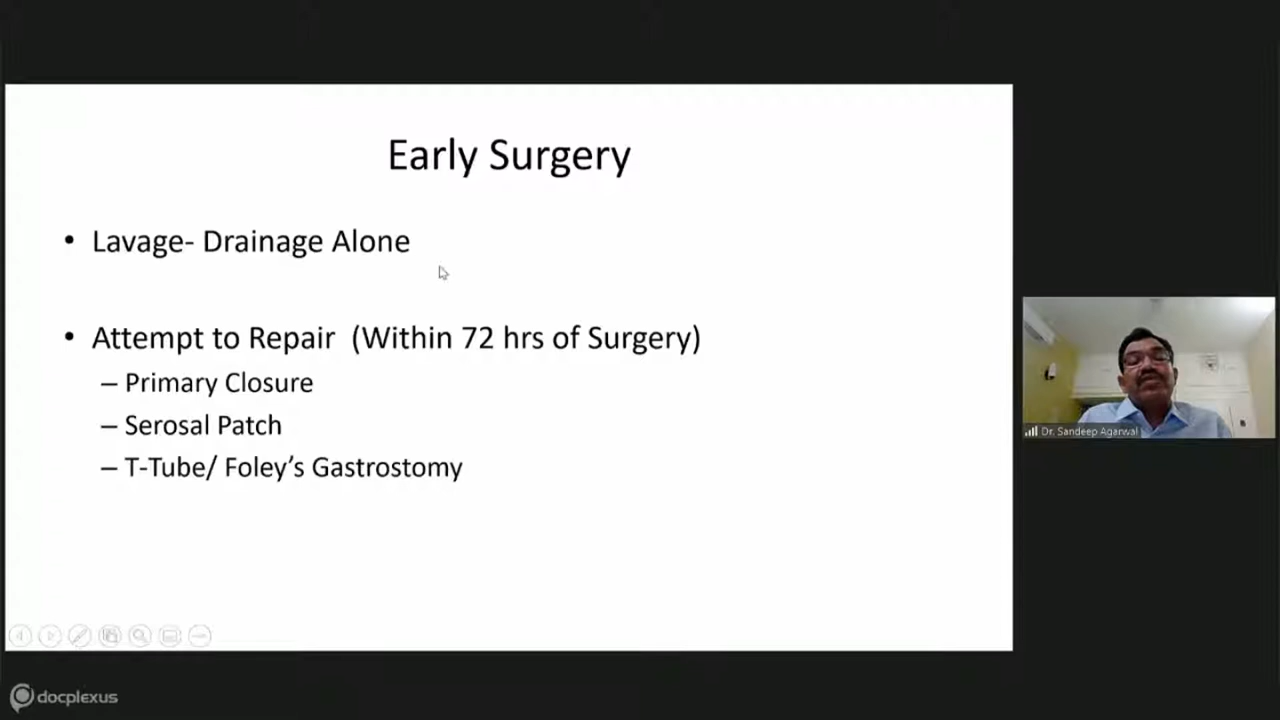 Early Surgery
• Lavage- Drainage Alone
• Attempt to Repair (Within 72 hrs of Surgery)
– Primary Closure
– Serosal Patch
– T-Tube/ Foley’s Gastrostomy
Dr. Sandeep Agarwal
docplexus